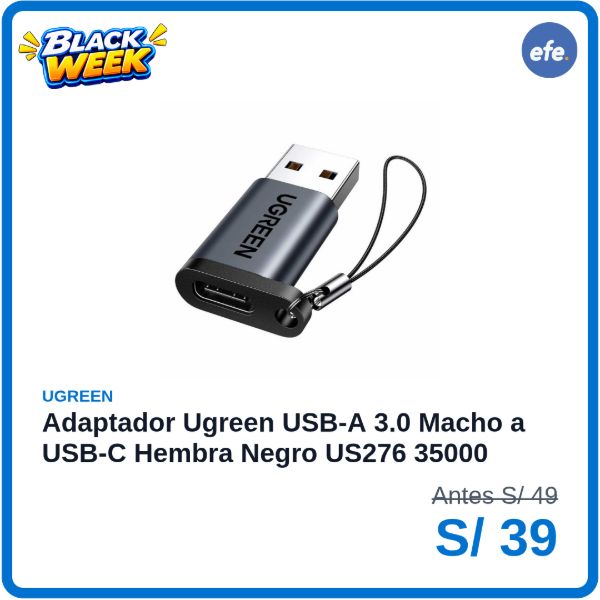 BLACK
WEEK
efe.
UGREEN
UGREEN
Adaptador Ugreen USB-A 3.0 Macho a
USB-C Hembra Negro US276 35000
Antes S/ 49
S/ 39